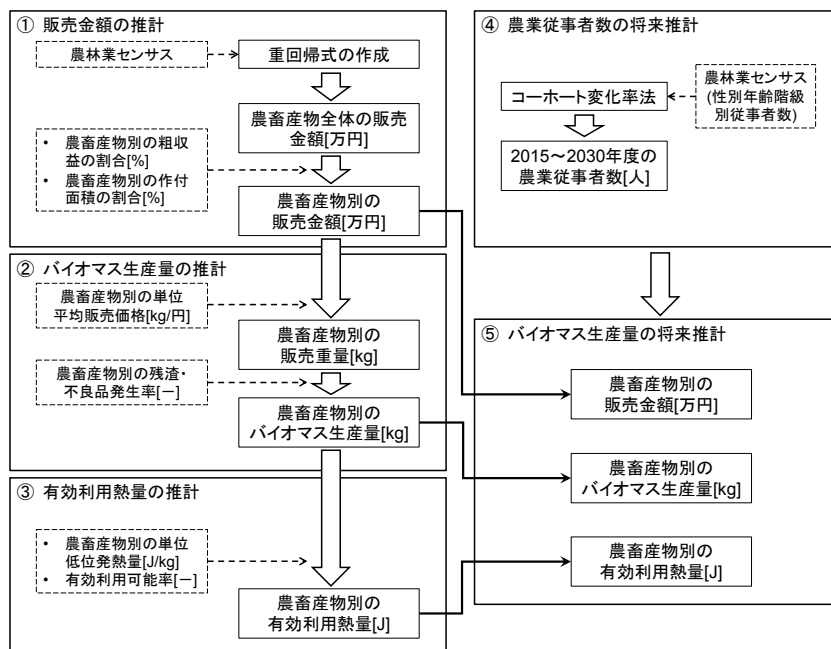 ① 販売金額の推計
農林業センサス
重回帰式の作成
農畜産物全体の販売
金額[万円]
• 農畜産物別の粗収
益の割合[%]
• 農畜産物別の作付
面積の割合[%]
農畜産物別の
販売金額[万円]
② バイオマス生産量の推計
農畜産物別の単位
平均販売価格[kg/円]
農畜産物別の
販売重量[kg]
農畜産物別の残渣・
不良品発生率[ー]
農畜産物別の
バイオマス生産量[kg]
③ 有効利用熱量の推計
• 農畜産物別の単位
低位発熱量[J/kg]
• 有効利用可能率[ー]
農畜産物別の
有効利用熱量[J]
④ 農業従事者数の将来推計
コーホート変化率法
農林業センサス
(性別年齢階級
別従事者数)
2015～2030年度の
農業従事者数[人]
⑤ バイオマス生産量の将来推計
農畜産物別の
販売金額[万円]
農畜産物別の
バイオマス生産量[kg]
農畜産物別の
有効利用熱量[J]